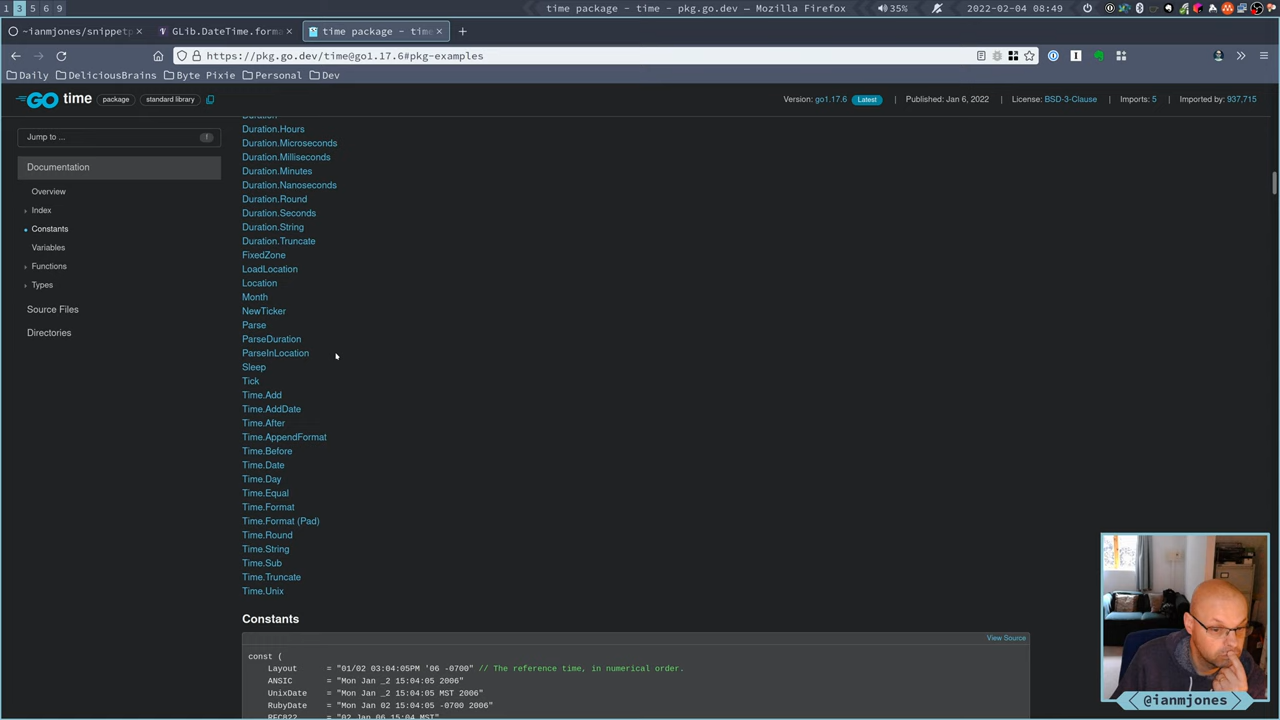 1 3 5 6 9
time package - time - pkg.go.dev — Mozilla Firefox
35%
2022-02-04 08:49
~ianmjones/snippetp ×
GLib.DateTime.forma ×
time package - time ×
+
https://pkg.go.dev/time@go1.17.6#pkg-examples
Daily DeliciousBrains Byte Pixie Personal Dev
GO time package standard library
Version: go1.17.6 Latest Published: Jan 6, 2022 License: BSD-3-Clause Imports: 5 Imported by: 937,715
Jump to ... f
Documentation
Overview
Index
Constants
Variables
Functions
Types
Source Files
Directories
Duration
Duration.Hours
Duration.Microseconds
Duration.Milliseconds
Duration.Minutes
Duration.Nanoseconds
Duration.Round
Duration.Seconds
Duration.String
Duration.Truncate
FixedZone
LoadLocation
Location
Month
NewTicker
Parse
ParseDuration
ParseInLocation
Sleep
Tick
Time.Add
Time.AddDate
Time.After
Time.AppendFormat
Time.Before
Time.Date
Time.Day
Time.Equal
Time.Format
Time.Format (Pad)
Time.Round
Time.String
Time.Sub
Time.Truncate
Time.Unix
Constants
View Source
const (
Layout = "01/02 03:04:05PM '06 -0700" // The reference time, in numerical order.
ANSIC = "Mon Jan _2 15:04:05 2006"
UnixDate = "Mon Jan _2 15:04:05 MST 2006"
RubyDate = "Mon Jan 02 15:04:05 -0700 2006"
RFC822 = "02 Jan 06 15:04 MST"
@ianmjones